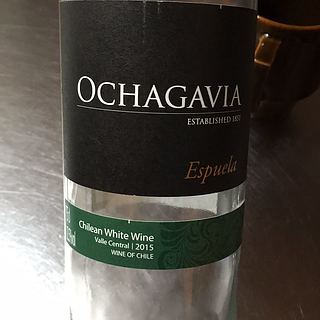 OCHAGAVIA
ESTABLISHED 1851
Espuela
Chilean White Wine
Valle Central | 2015
WINE OF CHILE